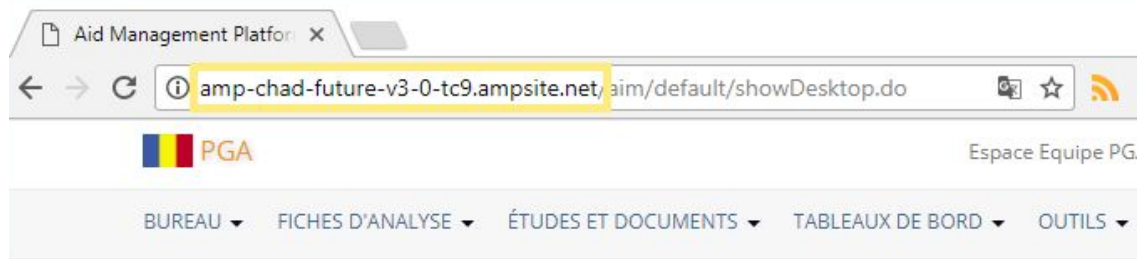 Aid Management Platfor
amp-chad-future-v3-0-tc9.ampsite.net/aim/default/showDesktop.do
PGA
Espace Equipe PGA
BUREAU FICHES D'ANALYSE ÉTUDES ET DOCUMENTS TABLEAUX DE BORD OUTILS